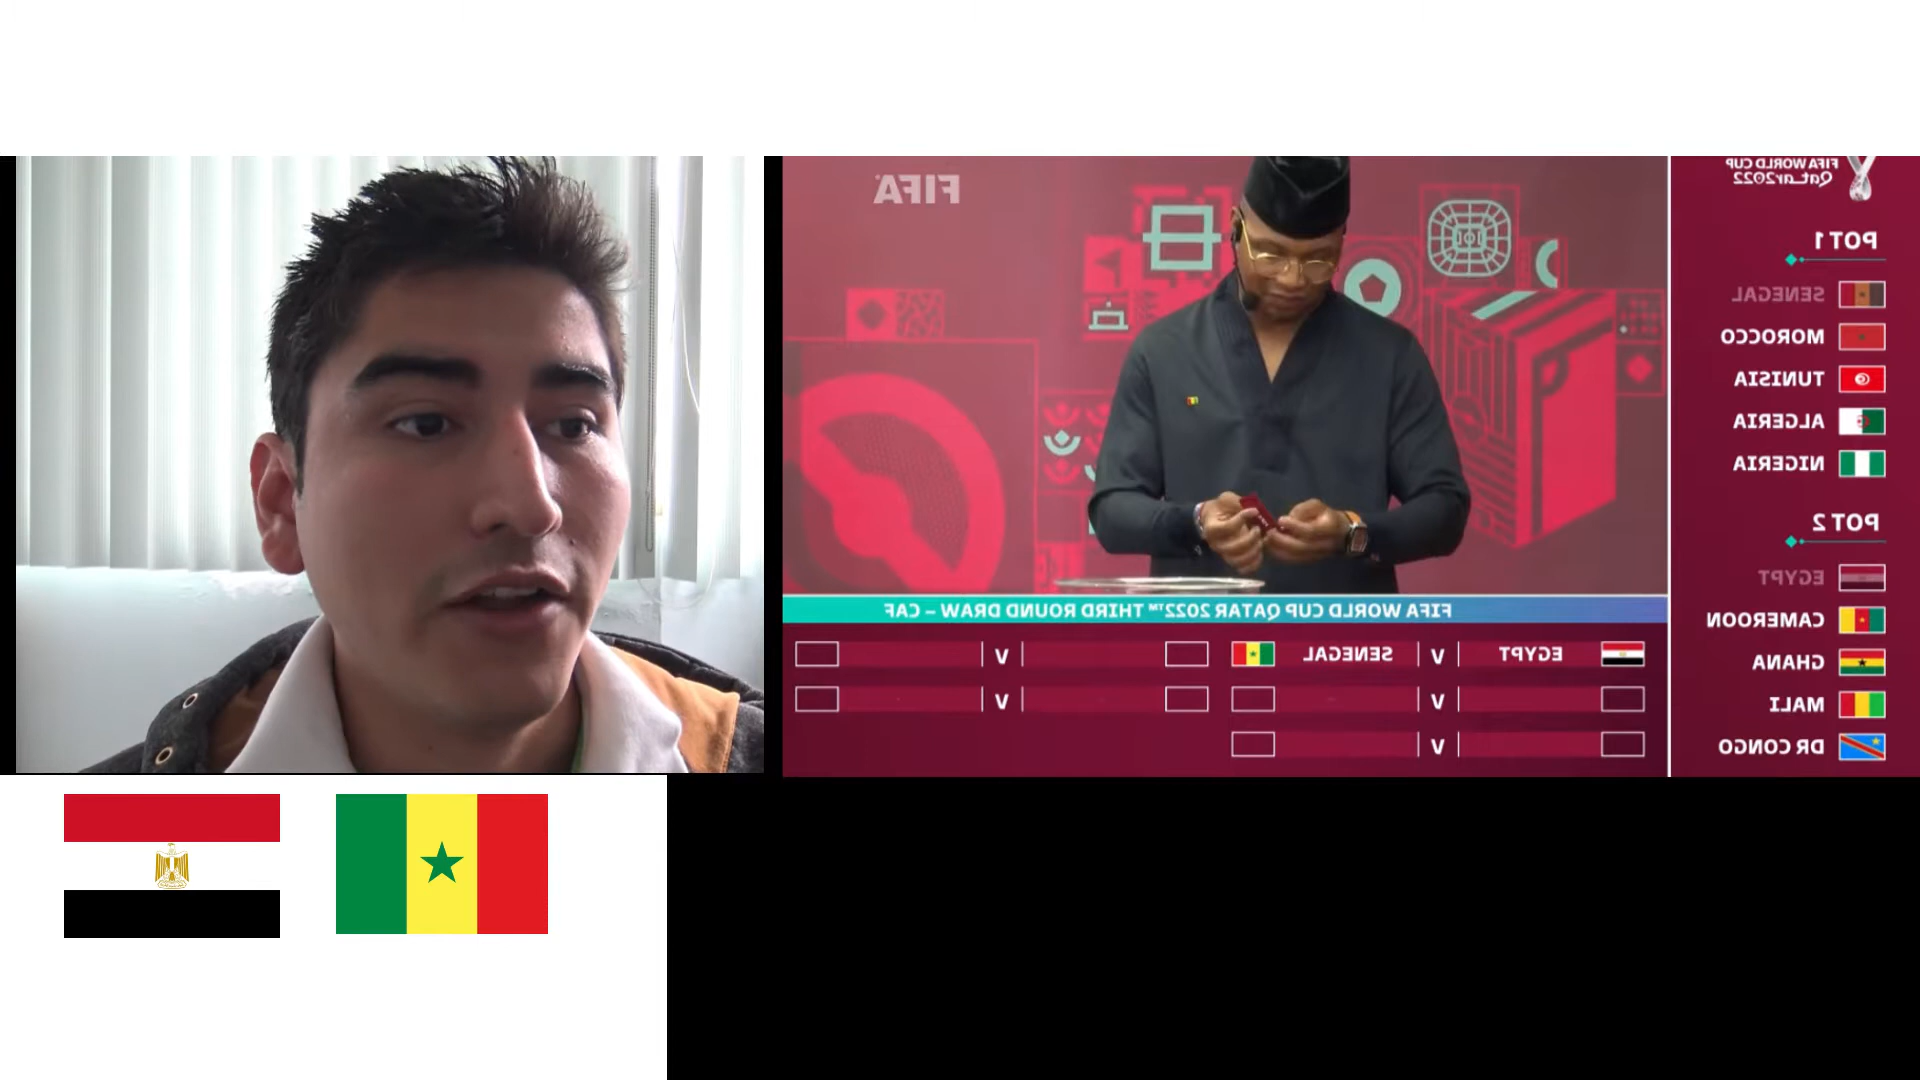 FIFA
FIFA WORLD CUP
Qatar2022
POT 1
SENEGAL
MOROCCO
TUNISIA
ALGERIA
NIGERIA
POT 2
EGYPT
CAMEROON
GHANA
MALI
DR CONGO
FIFA WORLD CUP QATAR 2022™ THIRD ROUND DRAW – CAF
EGYPT V SENEGAL
V
V
V
V